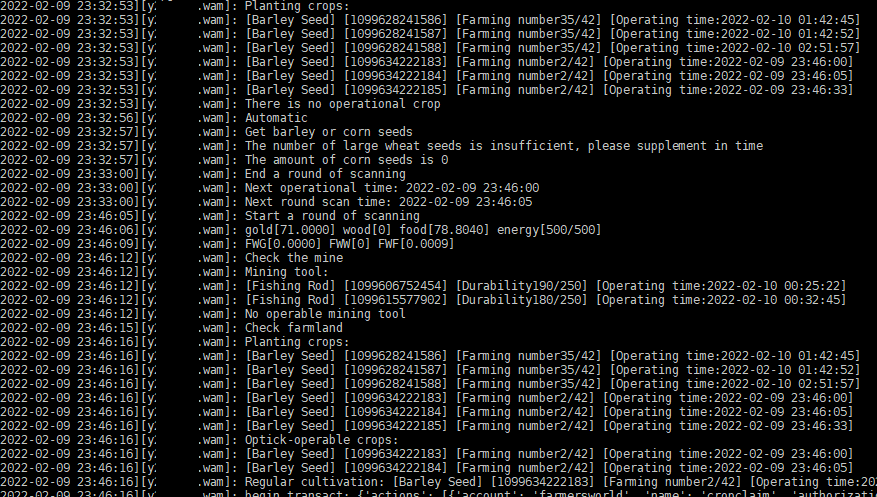 2022-02-09 23:32:53][y: .wam]: Planting crops:
2022-02-09 23:32:53][y: .wam]: [Barley Seed] [1099628241586] [Farming number35/42] [Operating time:2022-02-10 01:42:45]
2022-02-09 23:32:53][y: .wam]: [Barley Seed] [1099628241587] [Farming number35/42] [Operating time:2022-02-10 01:42:52]
2022-02-09 23:32:53][y: .wam]: [Barley Seed] [1099628241588] [Farming number35/42] [Operating time:2022-02-10 02:51:57]
2022-02-09 23:32:53][y: .wam]: [Barley Seed] [1099634222183] [Farming number2/42] [Operating time:2022-02-09 23:46:00]
2022-02-09 23:32:53][y: .wam]: [Barley Seed] [1099634222184] [Farming number2/42] [Operating time:2022-02-09 23:46:05]
2022-02-09 23:32:53][y: .wam]: [Barley Seed] [1099634222185] [Farming number2/42] [Operating time:2022-02-09 23:46:33]
2022-02-09 23:32:53][y: .wam]: There is no operational crop
2022-02-09 23:32:56][y: .wam]: Automatic
2022-02-09 23:32:57][y: .wam]: Get barley or corn seeds
2022-02-09 23:32:57][y: .wam]: The number of large wheat seeds is insufficient, please supplement in time
2022-02-09 23:32:57][y: .wam]: The amount of corn seeds is 0
2022-02-09 23:33:00][y: .wam]: End a round of scanning
2022-02-09 23:33:00][y: .wam]: Next operational time: 2022-02-09 23:46:00
2022-02-09 23:33:00][y: .wam]: Next round scan time: 2022-02-09 23:46:05
2022-02-09 23:46:05][y: .wam]: Start a round of scanning
2022-02-09 23:46:06][y: .wam]: gold[71.0000] wood[0] food[78.8040] energy[500/500]
2022-02-09 23:46:09][y: .wam]: FWG[0.0000] FWW[0] FWF[0.0009]
2022-02-09 23:46:12][y: .wam]: Check the mine
2022-02-09 23:46:12][y: .wam]: Mining tool:
2022-02-09 23:46:12][y: .wam]: [Fishing Rod] [1099606752454] [Durability190/250] [Operating time:2022-02-10 00:25:22]
2022-02-09 23:46:12][y: .wam]: [Fishing Rod] [1099615577902] [Durability180/250] [Operating time:2022-02-10 00:32:45]
2022-02-09 23:46:12][y: .wam]: No operable mining tool
2022-02-09 23:46:15][y: .wam]: Check farmland
2022-02-09 23:46:16][y: .wam]: Planting crops:
2022-02-09 23:46:16][y: .wam]: [Barley Seed] [1099628241586] [Farming number35/42] [Operating time:2022-02-10 01:42:45]
2022-02-09 23:46:16][y: .wam]: [Barley Seed] [1099628241587] [Farming number35/42] [Operating time:2022-02-10 01:42:52]
2022-02-09 23:46:16][y: .wam]: [Barley Seed] [1099628241588] [Farming number35/42] [Operating time:2022-02-10 02:51:57]
2022-02-09 23:46:16][y: .wam]: [Barley Seed] [1099634222183] [Farming number2/42] [Operating time:2022-02-09 23:46:00]
2022-02-09 23:46:16][y: .wam]: [Barley Seed] [1099634222184] [Farming number2/42] [Operating time:2022-02-09 23:46:05]
2022-02-09 23:46:16][y: .wam]: [Barley Seed] [1099634222185] [Farming number2/42] [Operating time:2022-02-09 23:46:33]
2022-02-09 23:46:16][y: .wam]: Optick-operable crops:
2022-02-09 23:46:16][y: .wam]: [Barley Seed] [1099634222183] [Farming number2/42] [Operating time:2022-02-09 23:46:00]
2022-02-09 23:46:16][y: .wam]: [Barley Seed] [1099634222184] [Farming number2/42] [Operating time:2022-02-09 23:46:05]
2022-02-09 23:46:16][y: .wam]: Regular cultivation: [Barley Seed] [1099634222183] [Farming number2/42] [Operating time:2022
2022-02-09 23:46:16][y: .wam]: begin transact: {'actions': [{'account': 'farmersworld', 'name': 'cropclaim', 'authorizatio